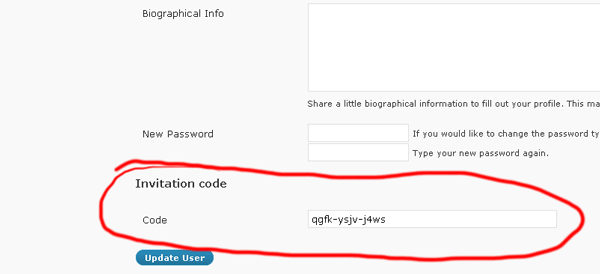 Biographical Info
Share a little biographical information to fill out your profile. This ma
New Password
If you would like to change the password ty
Type your new password again.
Invitation code
Code
qgfk-ysjv-j4ws
Update User